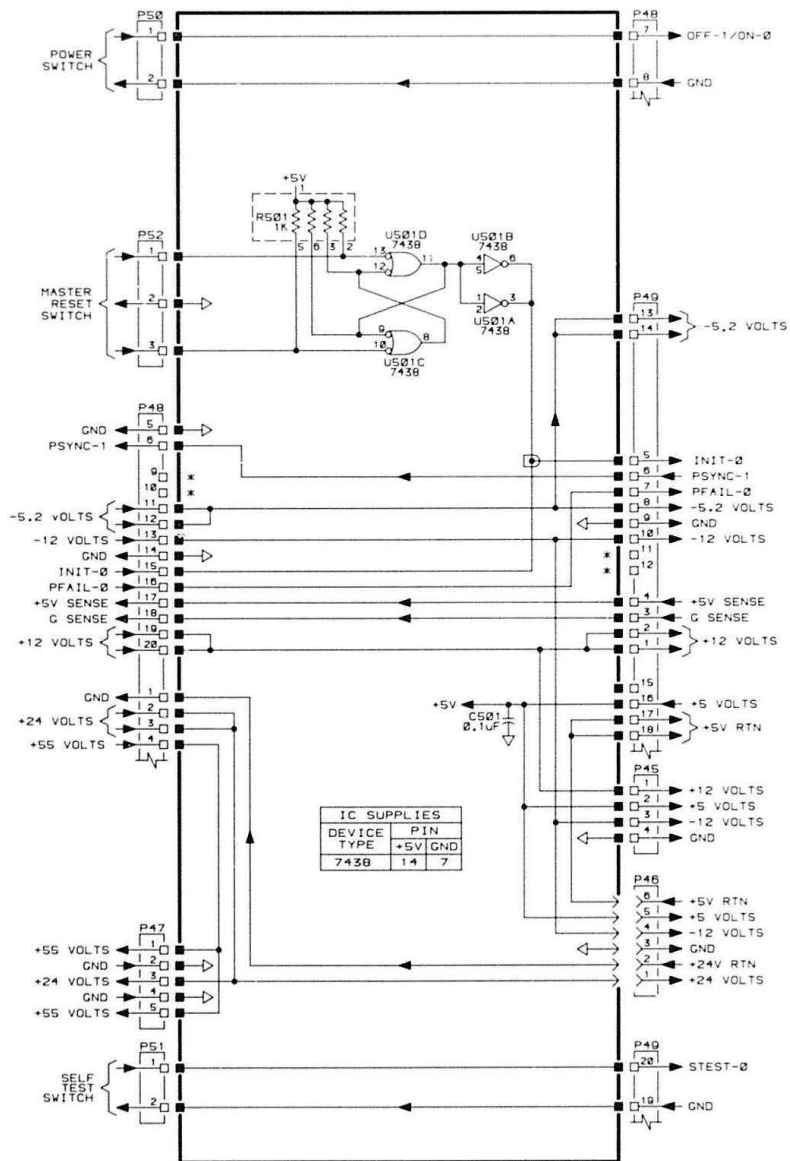 P50
1
2
POWER
SWITCH
P48
7
8
OFF-1/ON-0
GND
+5V
1
R501
1K
5 6 3 2
U501D
7438
13
12
11
U501B
7438
4
5
6
1
2
3
U501A
7438
9
10
8
U501C
7438
P52
1
2
3
MASTER
RESET
SWITCH
P49
13
14
-5.2 VOLTS
P48
GND 5
PSYNC-1 6
9 *
10 *
-5.2 VOLTS 11
12
-12 VOLTS 13
GND 14
INIT-0 15
PFAIL-0 16
+5V SENSE 17
G SENSE 18
+12 VOLTS 19
20
GND 1
+24 VOLTS 2
3
+55 VOLTS 4
5 INIT-0
6 PSYNC-1
7 PFAIL-0
8 -5.2 VOLTS
9 GND
10 -12 VOLTS
* 11
* 12
4 +5V SENSE
3 G SENSE
2
1 +12 VOLTS
15
16 +5 VOLTS
17
18 +5V RTN
+5V
C501
0.1uF
P45
1 +12 VOLTS
2 +5 VOLTS
3 -12 VOLTS
4 GND
IC SUPPLIES
DEVICE TYPE PIN
+5V GND
7438 14 7
P46
6 +5V RTN
5 +5 VOLTS
4 -12 VOLTS
3 GND
2 +24V RTN
1 +24 VOLTS
P47
+55 VOLTS 1
GND 2
+24 VOLTS 3
GND 4
+55 VOLTS 5
P51
1
2
SELF
TEST
SWITCH
P49
20 STEST-0
19 GND